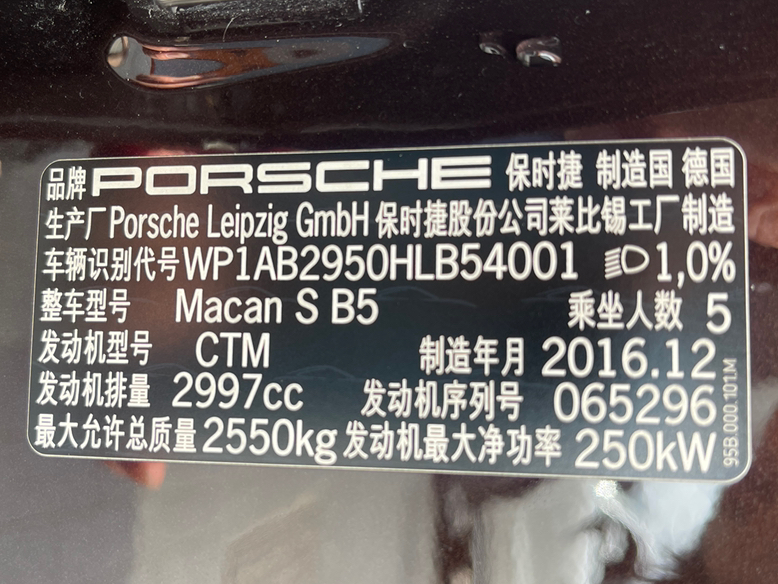 品牌 PORSCHE 保时捷 制造国 德国
生产厂 Porsche Leipzig GmbH 保时捷股份公司莱比锡工厂制造
车辆识别代号 WP1AB2950HLB54001 1,0%
整车型号 Macan S B5 乘坐人数 5
发动机型号 CTM 制造年月 2016.12
发动机排量 2997cc 发动机序列号 065296
最大允许总质量 2550kg 发动机最大净功率 250kW
95B.000.101.M